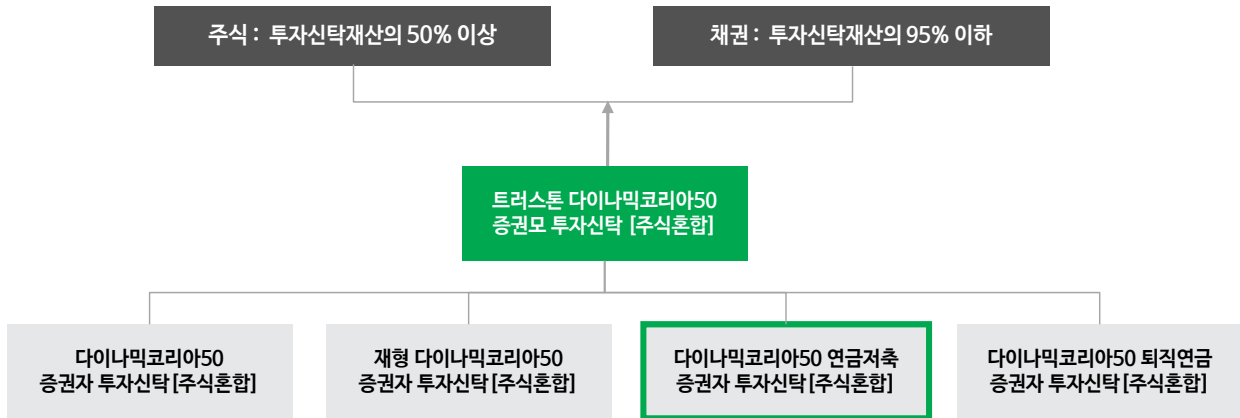 주식 : 투자신탁재산의 50% 이상
채권 : 투자신탁재산의 95% 이하
트러스톤 다이나믹코리아50
증권모 투자신탁 [주식혼합]
다이나믹코리아50
증권자 투자신탁 [주식혼합]
재형 다이나믹코리아50
증권자 투자신탁 [주식혼합]
다이나믹코리아50 연금저축
증권자 투자신탁 [주식혼합]
다이나믹코리아50 퇴직연금
증권자 투자신탁 [주식혼합]